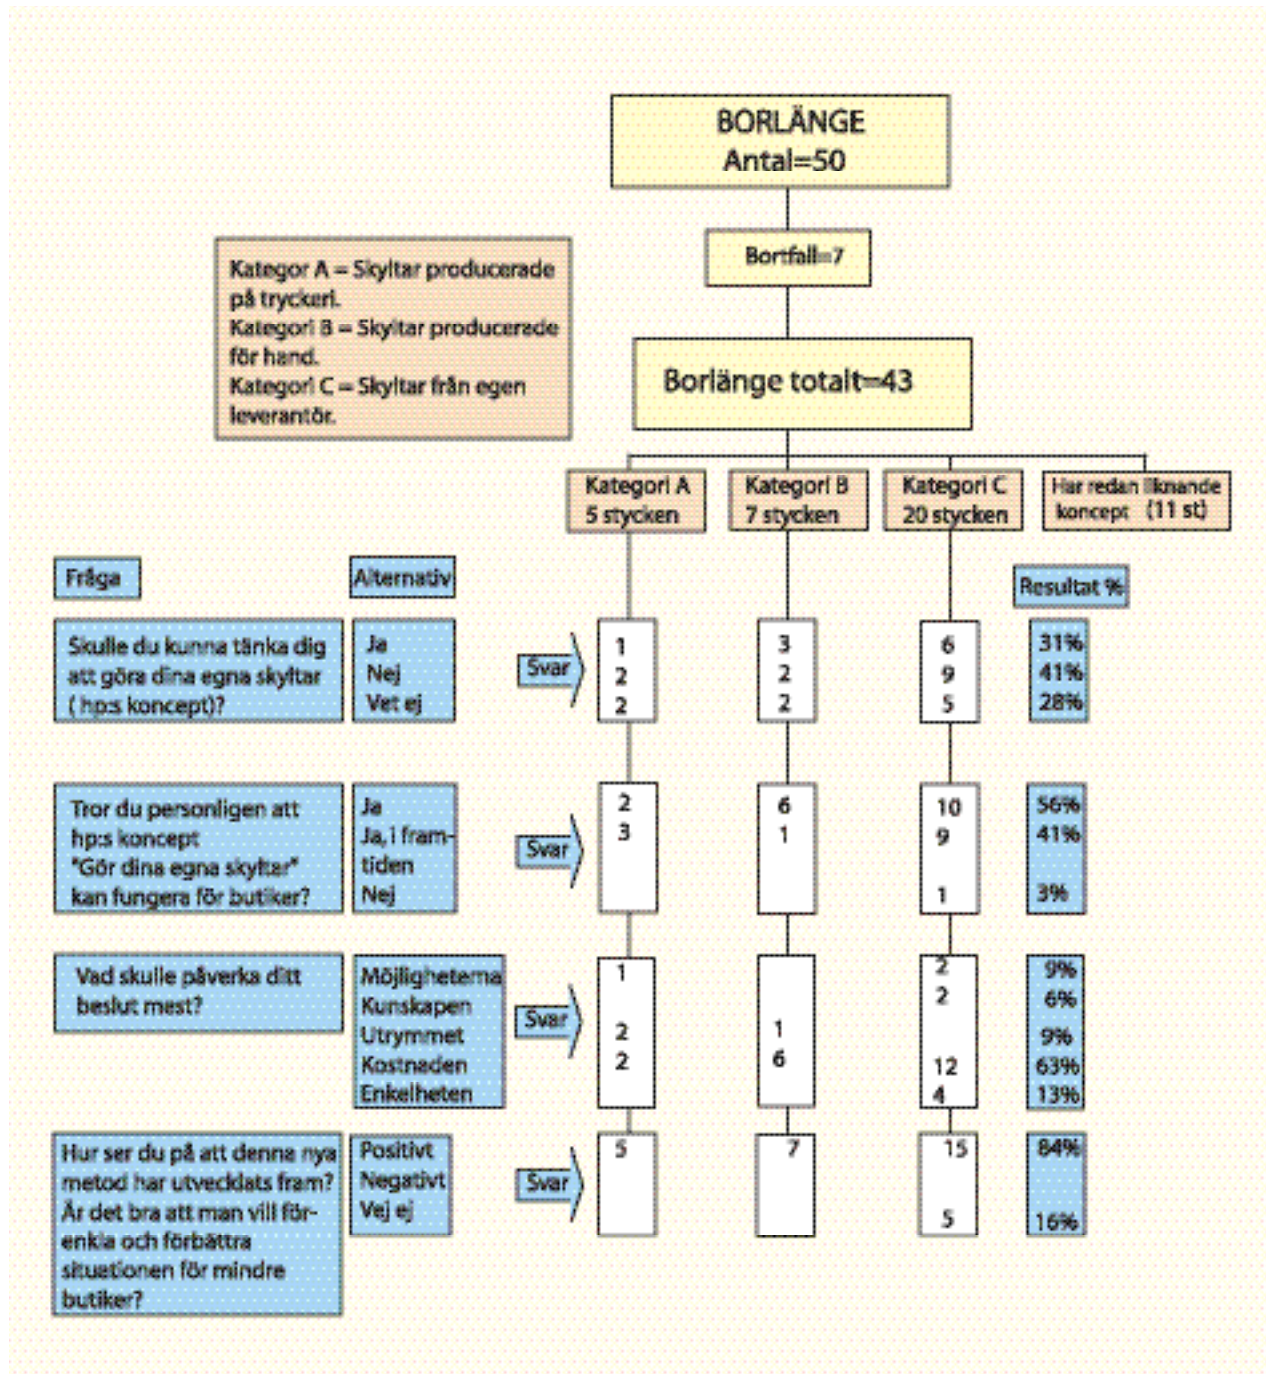 BORLÄNGE
Antal=50
Bortfall=7
Kategor A = Skyltar producerade
på tryckeri.
Kategori B = Skyltar producerade
för hand.
Kategori C = Skyltar från egen
leverantör.
Borlänge totalt=43
Kategori A
5 stycken
Kategori B
7 stycken
Kategori C
20 stycken
Har redan liknande
koncept (11 st)
Fråga
Alternativ
Resultat %
Skulle du kunna tänka dig
att göra dina egna skyltar
( hp:s koncept)?
Ja
Nej
Vet ej
Svar
1
2
2
3
2
2
6
9
5
31%
41%
28%
Tror du personligen att
hp:s koncept
"Gör dina egna skyltar"
kan fungera för butiker?
Ja
Ja, i fram-
tiden
Nej
Svar
2
3
6
1
10
9
1
56%
41%
3%
Vad skulle påverka ditt
beslut mest?
Möjligheterna
Kunskapen
Utrymmet
Kostnaden
Enkelheten
Svar
1
2
2
1
6
2
2
12
4
9%
6%
9%
63%
13%
Hur ser du på att denna nya
metod har utvecklats fram?
Är det bra att man vill för-
enkla och förbättra
situationen för mindre
butiker?
Positivt
Negativt
Vej ej
Svar
5
7
15
5
84%
16%